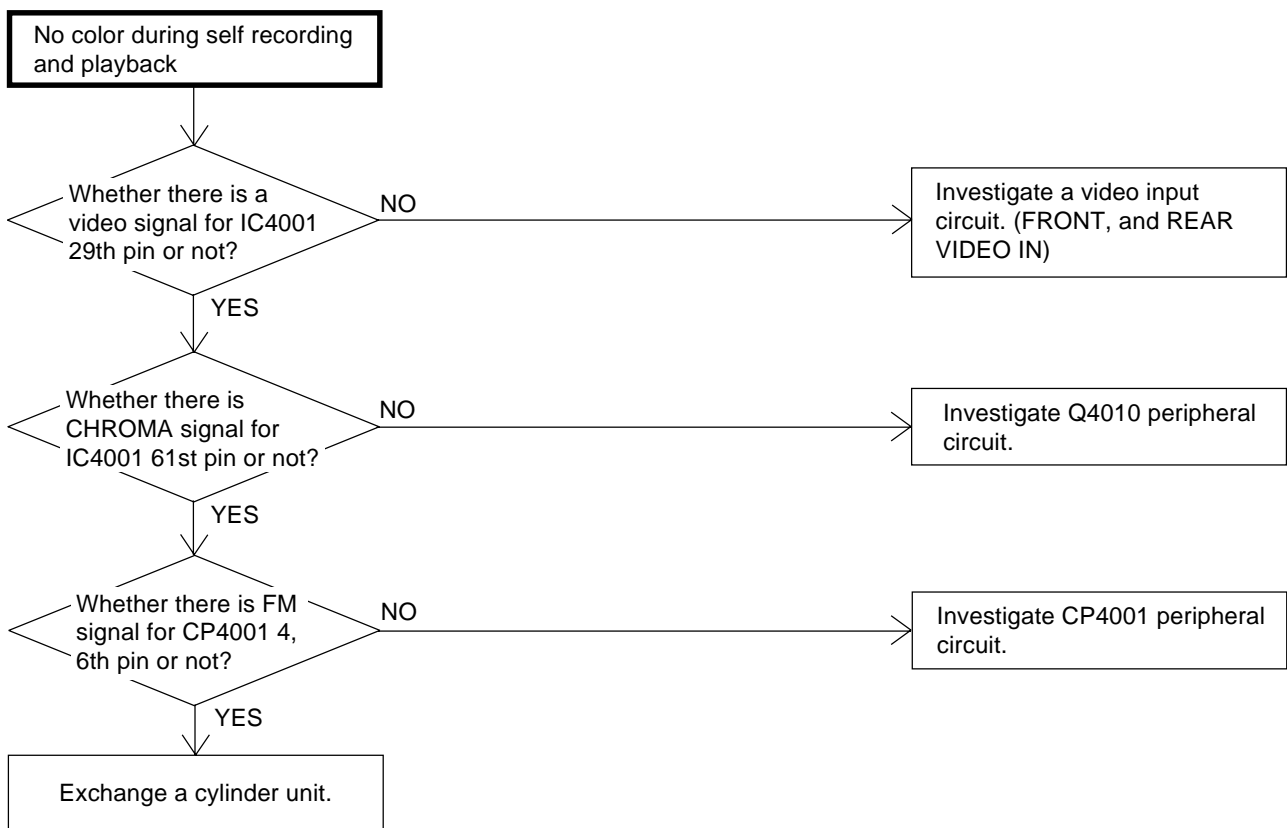 No color during self recording
and playback
Whether there is a
video signal for IC4001
29th pin or not?
NO
Investigate a video input
circuit. (FRONT, and REAR
VIDEO IN)
YES
Whether there is
CHROMA signal for
IC4001 61st pin or not?
NO
Investigate Q4010 peripheral
circuit.
YES
Whether there is FM
signal for CP4001 4,
6th pin or not?
NO
Investigate CP4001 peripheral
circuit.
YES
Exchange a cylinder unit.